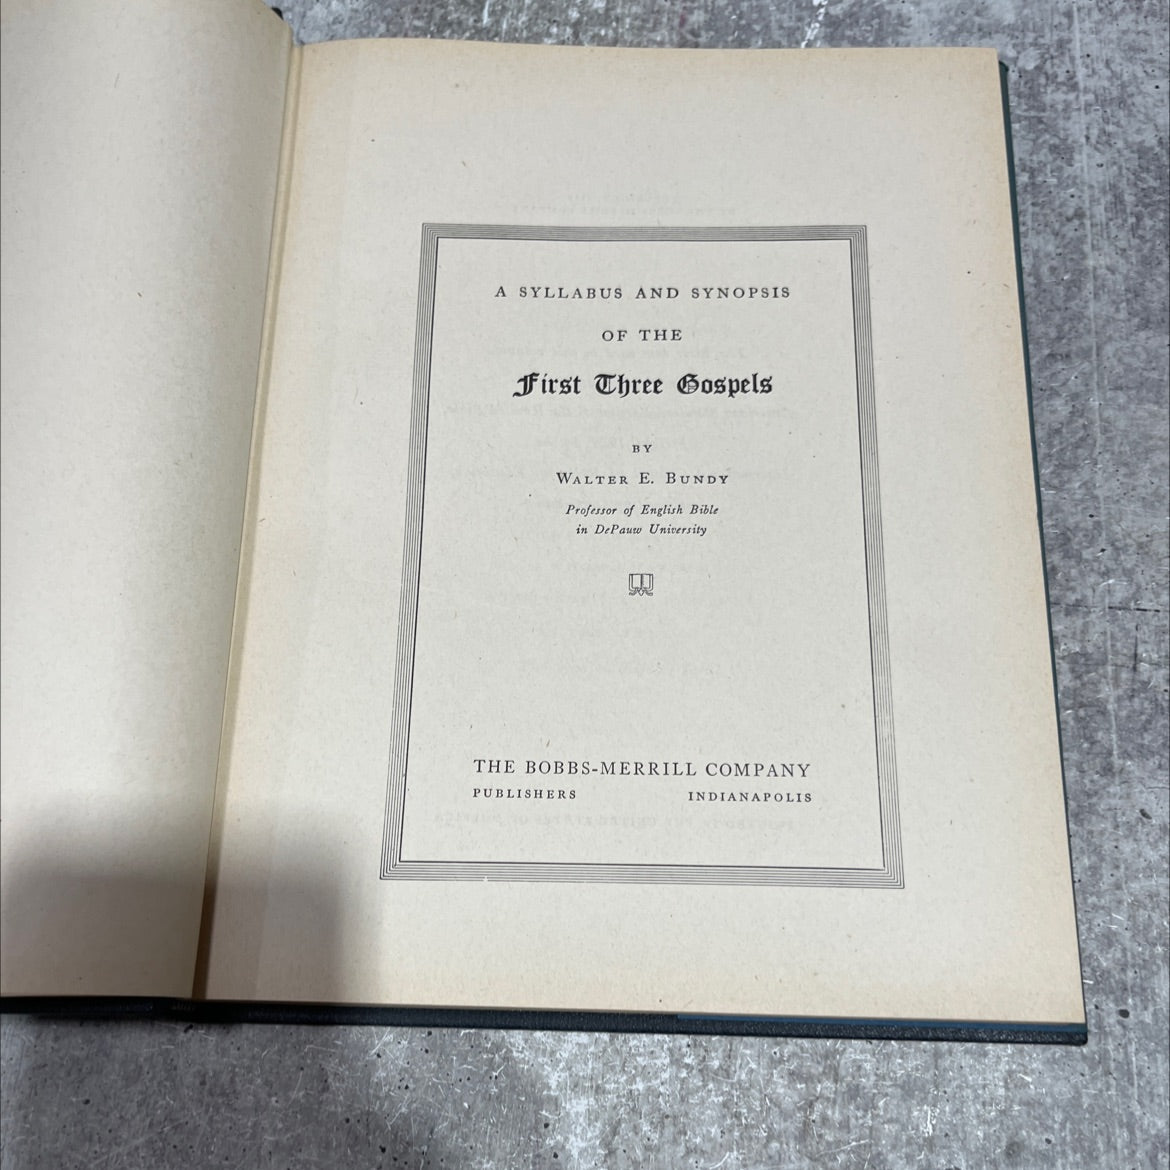 A SYLLABUS AND SYNOPSIS
OF THE
First Three Gospels
BY
WALTER E. BUNDY
Professor of English Bible
in DePauw University
THE BOBBS-MERRILL COMPANY
PUBLISHERS INDIANAPOLIS